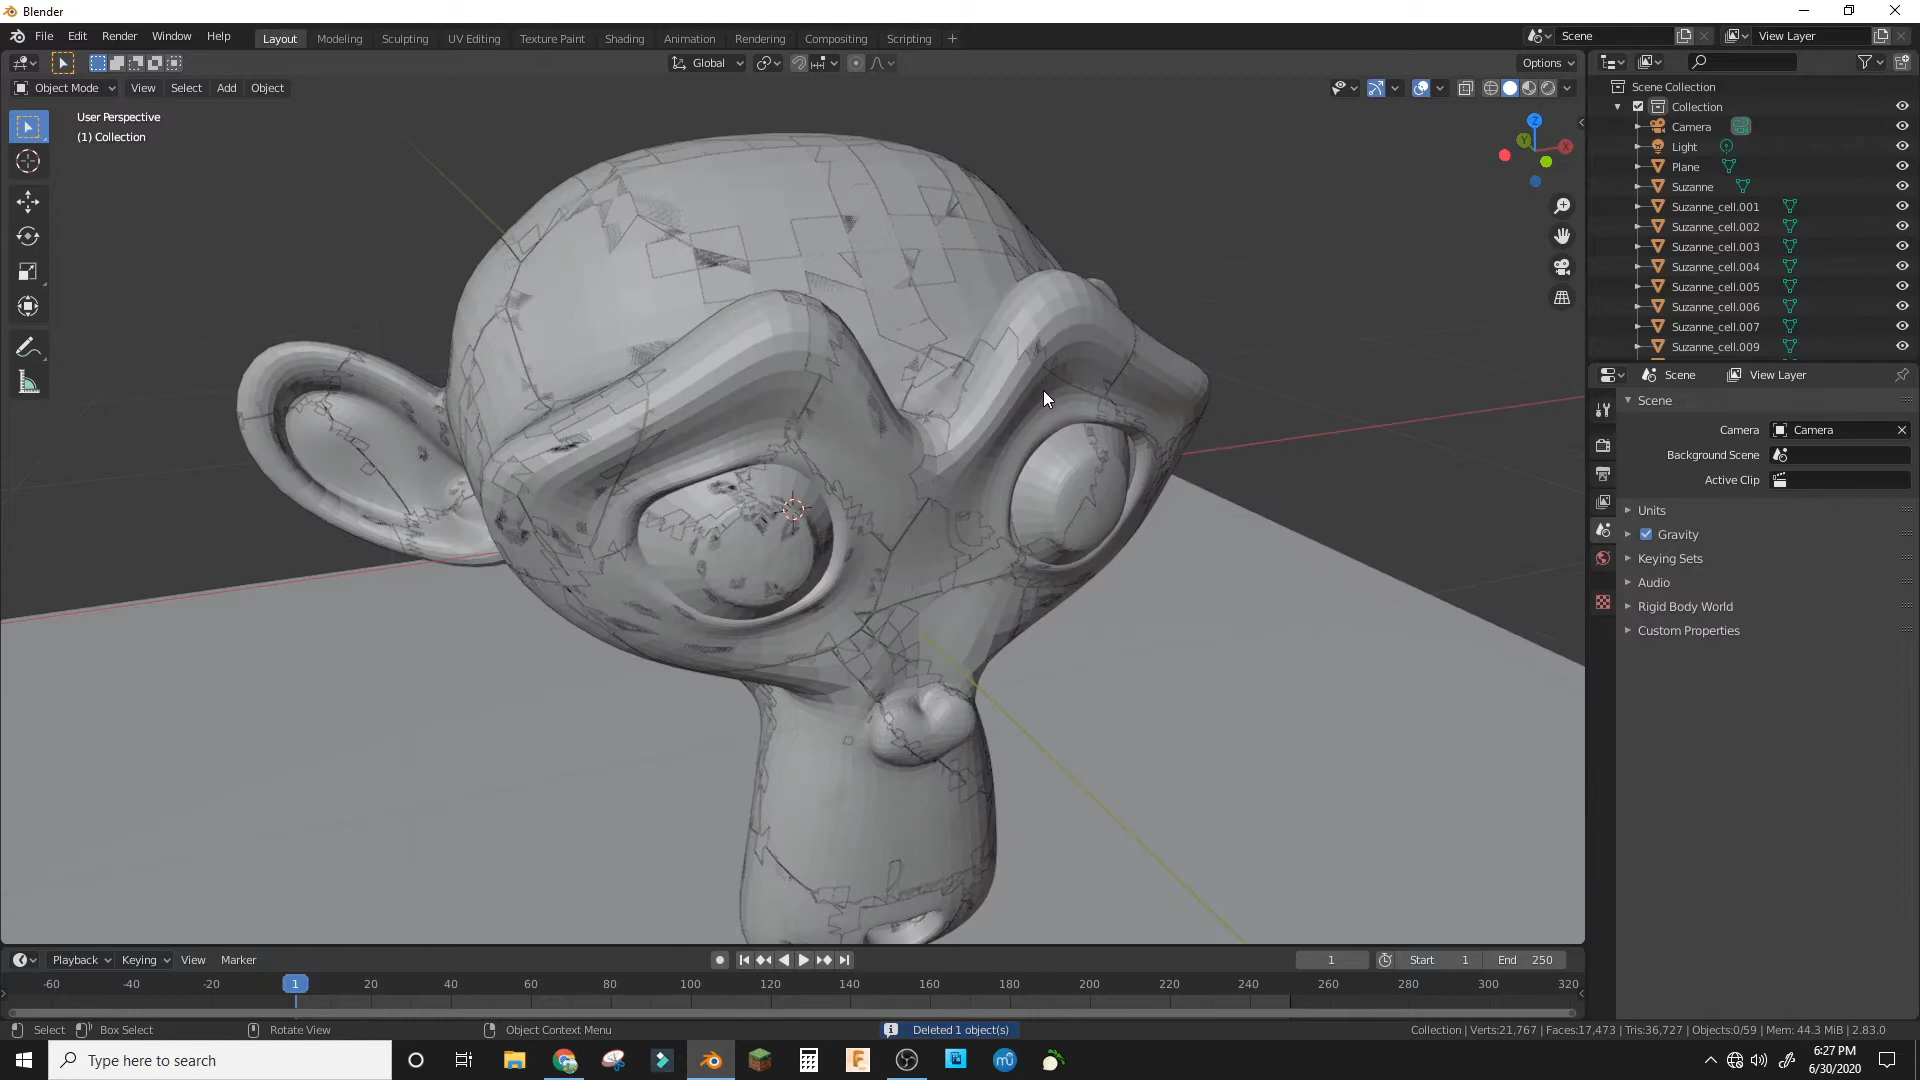 Blender
File Edit Render Window Help
Layout Modeling Sculpting UV Editing Texture Paint Shading Animation Rendering Compositing Scripting +
Scene View Layer
Global Options
Object Mode View Select Add Object
User Perspective
(1) Collection
Z
Y
X
Scene Collection
Collection
Camera
Light
Plane
Suzanne
Suzanne_cell.001
Suzanne_cell.002
Suzanne_cell.003
Suzanne_cell.004
Suzanne_cell.005
Suzanne_cell.006
Suzanne_cell.007
Suzanne_cell.009
Scene View Layer
Scene
Camera Camera
Background Scene
Active Clip
Units
Gravity
Keying Sets
Audio
Rigid Body World
Custom Properties
Playback Keying View Marker 1 Start 1 End 250
-60 -40 -20 1 20 40 60 80 100 120 140 160 180 200 220 240 260 280 300 320
Select Box Select Rotate View Object Context Menu Deleted 1 object(s) Collection | Verts:21,767 | Faces:17,473 | Tris:36,727 | Objects:0/59 | Mem: 44.3 MiB | 2.83.0
Type here to search
mü
6:27 PM
6/30/2020